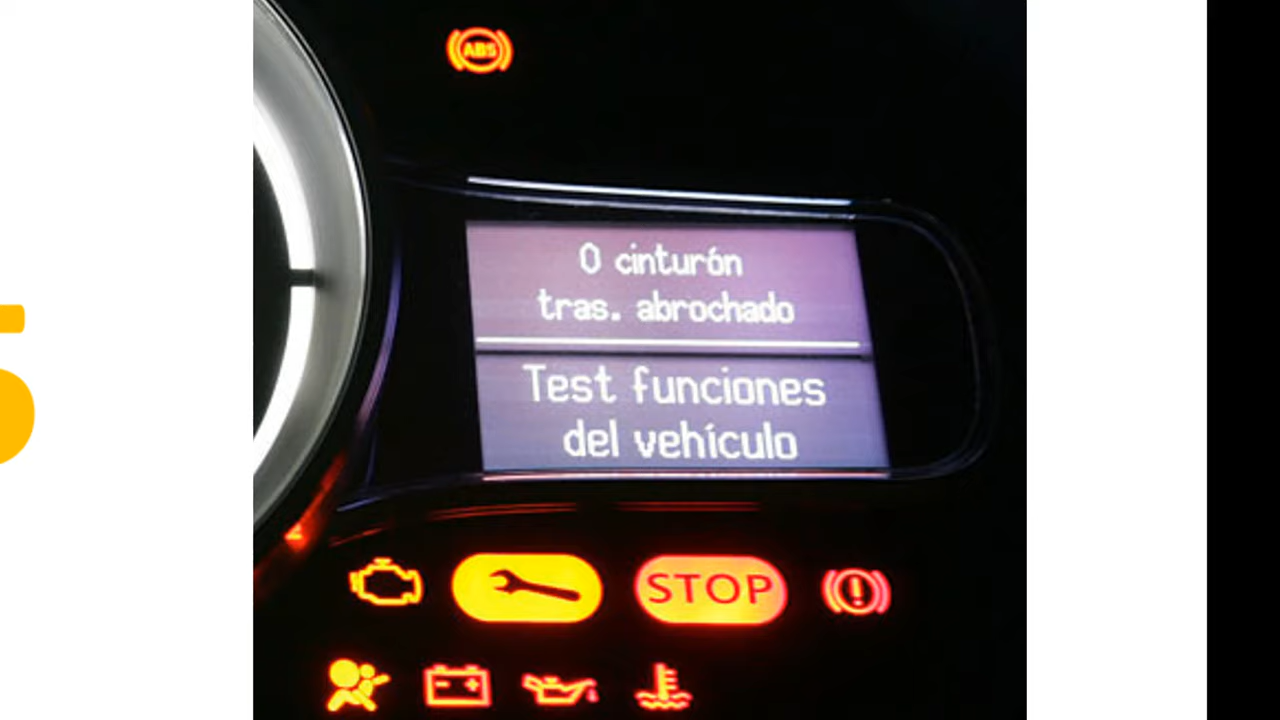 ABS
0 cinturón
tras. abrochado
Test funciones
del vehículo
STOP